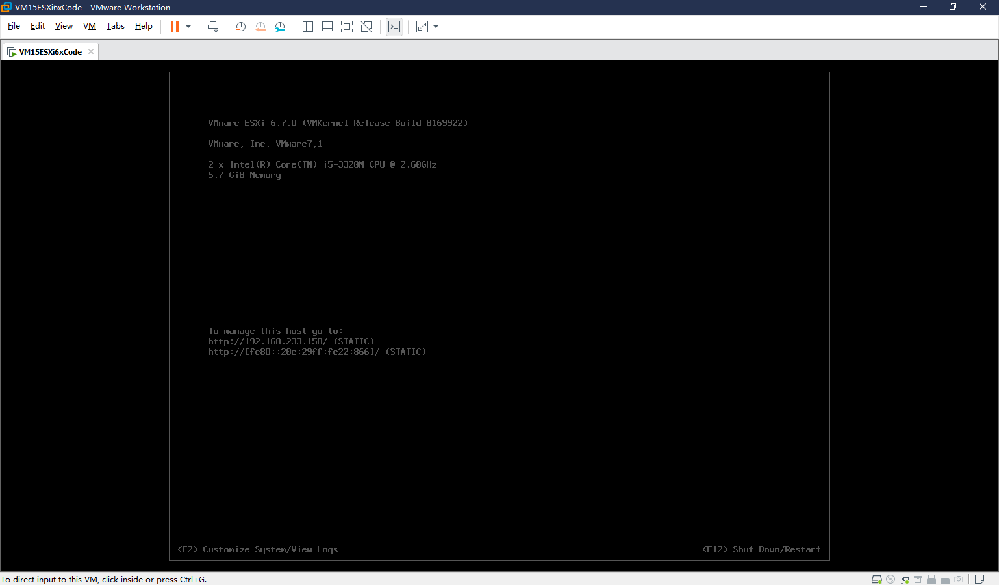 VM15ESXi6xCode - VMware Workstation
File Edit View VM Tabs Help
VM15ESXi6xCode
VMware ESXi 6.7.0 (VMKernel Release Build 8169922)
VMware, Inc. VMware7,1
2 x Intel(R) Core(TM) i5-3320M CPU @ 2.60GHz
5.7 GiB Memory
To manage this host go to:
http://192.168.233.158/ (STATIC)
http://[fe80::20c:29ff:fe22:866]/ (STATIC)
<F2> Customize System/View Logs
<F12> Shut Down/Restart
To direct input to this VM, click inside or press Ctrl+G.